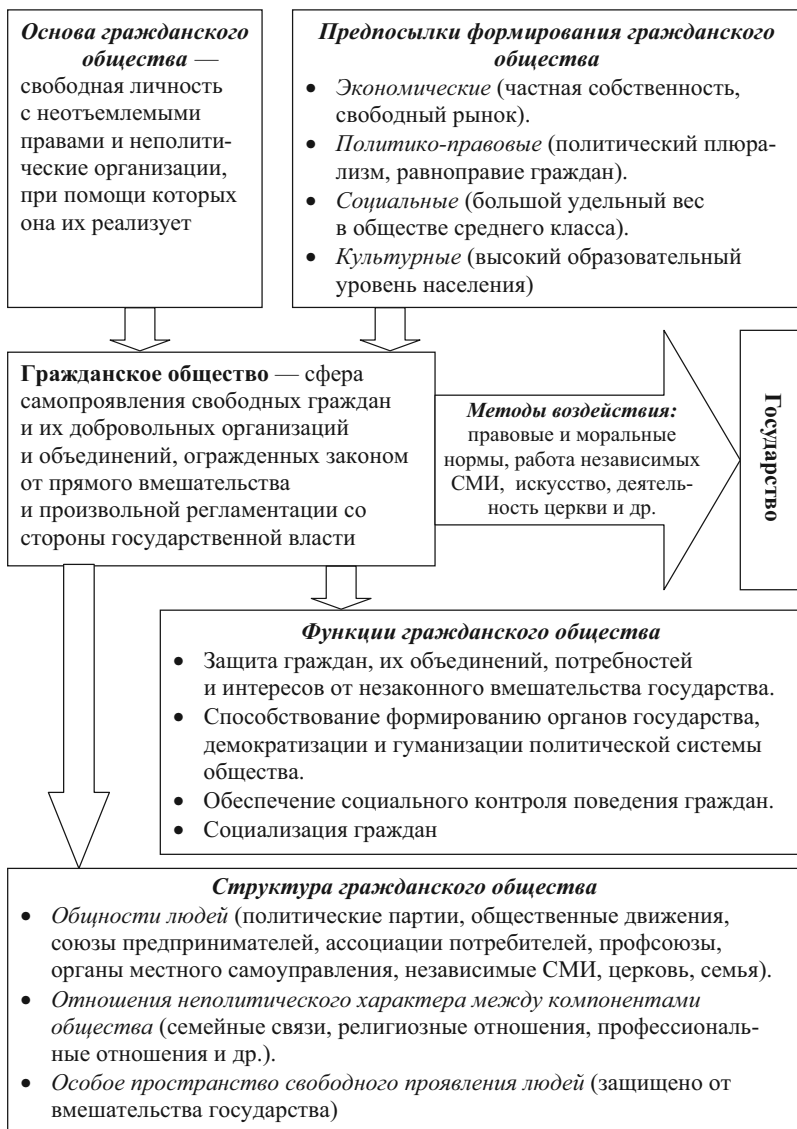 Основа гражданского
общества —
свободная личность
с неотъемлемыми
правами и неполити-
ческие организации,
при помощи которых
она их реализует
Предпосылки формирования гражданского
общества
• Экономические (частная собственность,
свободный рынок).
• Политико-правовые (политический плюра-
лизм, равноправие граждан).
• Социальные (большой удельный вес
в обществе среднего класса).
• Культурные (высокий образовательный
уровень населения)
Гражданское общество — сфера
самопроявления свободных граждан
и их добровольных организаций
и объединений, огражденных законом
от прямого вмешательства
и произвольной регламентации со
стороны государственной власти
Методы воздействия:
правовые и моральные
нормы, работа независимых
СМИ, искусство, деятель-
ность церкви и др.
Государство
Функции гражданского общества
• Защита граждан, их объединений, потребностей
и интересов от незаконного вмешательства государства.
• Способствование формированию органов государства,
демократизации и гуманизации политической системы
общества.
• Обеспечение социального контроля поведения граждан.
• Социализация граждан
Структура гражданского общества
• Общности людей (политические партии, общественные движения,
союзы предпринимателей, ассоциации потребителей, профсоюзы,
органы местного самоуправления, независимые СМИ, церковь, семья).
• Отношения неполитического характера между компонентами
общества (семейные связи, религиозные отношения, профессиональ-
ные отношения и др.).
• Особое пространство свободного проявления людей (защищено от
вмешательства государства)